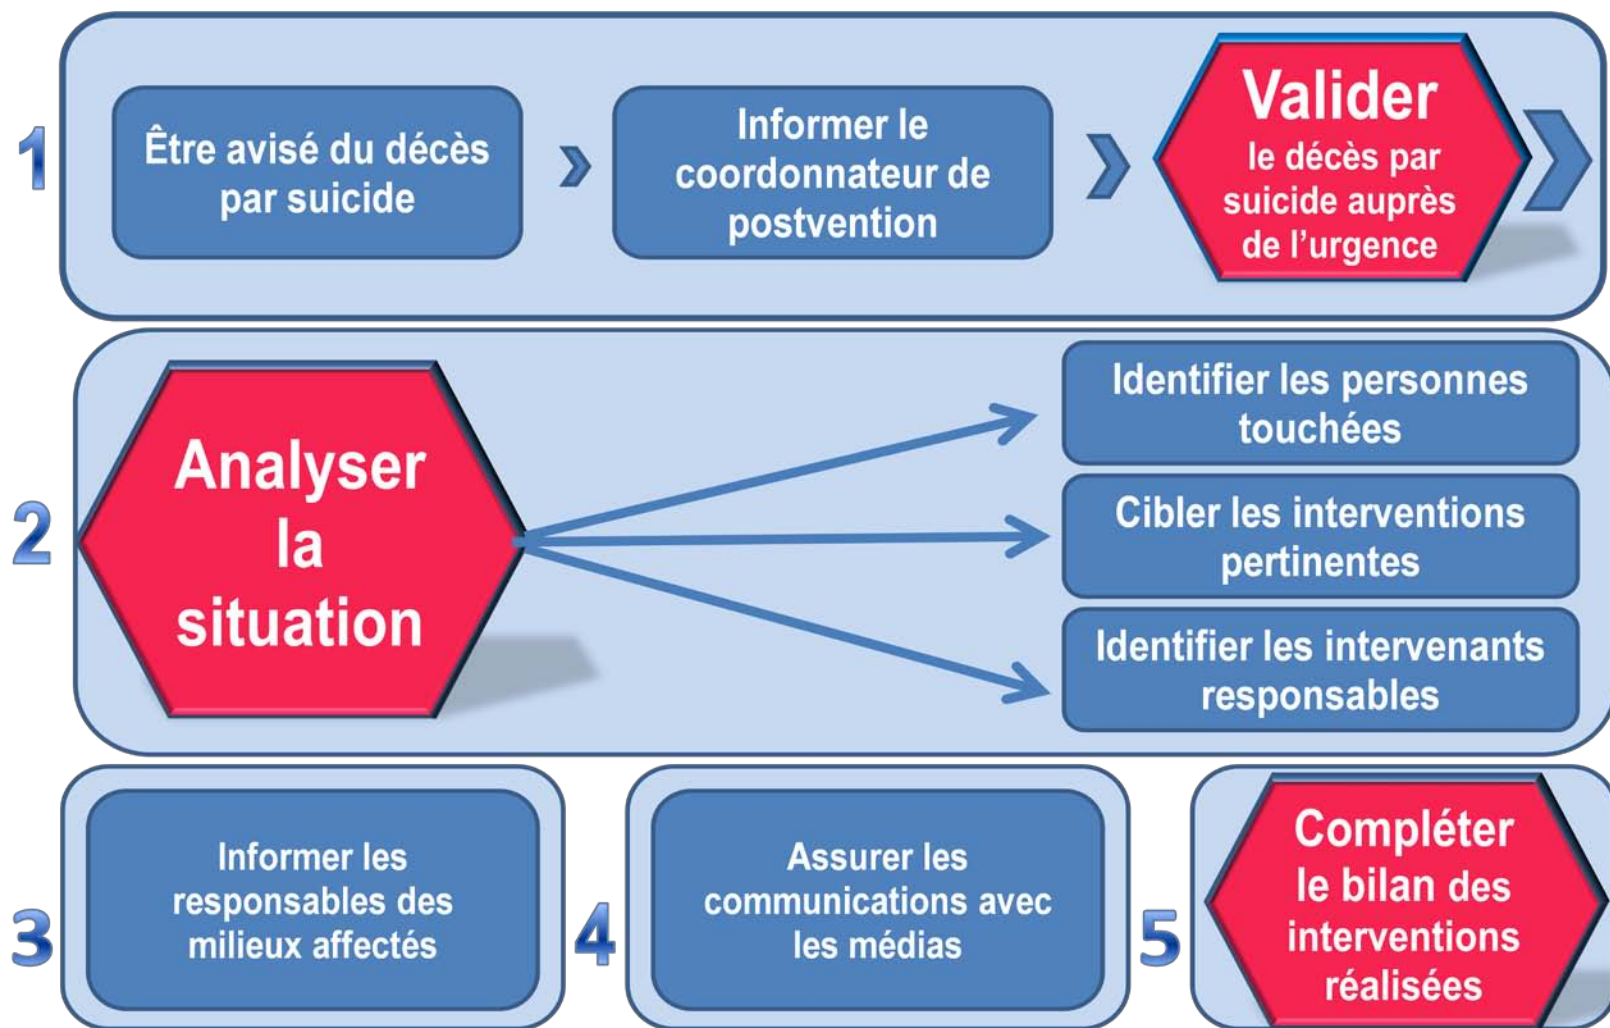 1
Être avisé du décès
par suicide
Informer le
coordonnateur de
postvention
Valider
le décès par
suicide auprès
de l’urgence
2
Analyser
la
situation
Identifier les personnes
touchées
Cibler les interventions
pertinentes
Identifier les intervenants
responsables
3
Informer les
responsables des
milieux affectés
4
Assurer les
communications avec
les médias
5
Compléter
le bilan des
interventions
réalisées